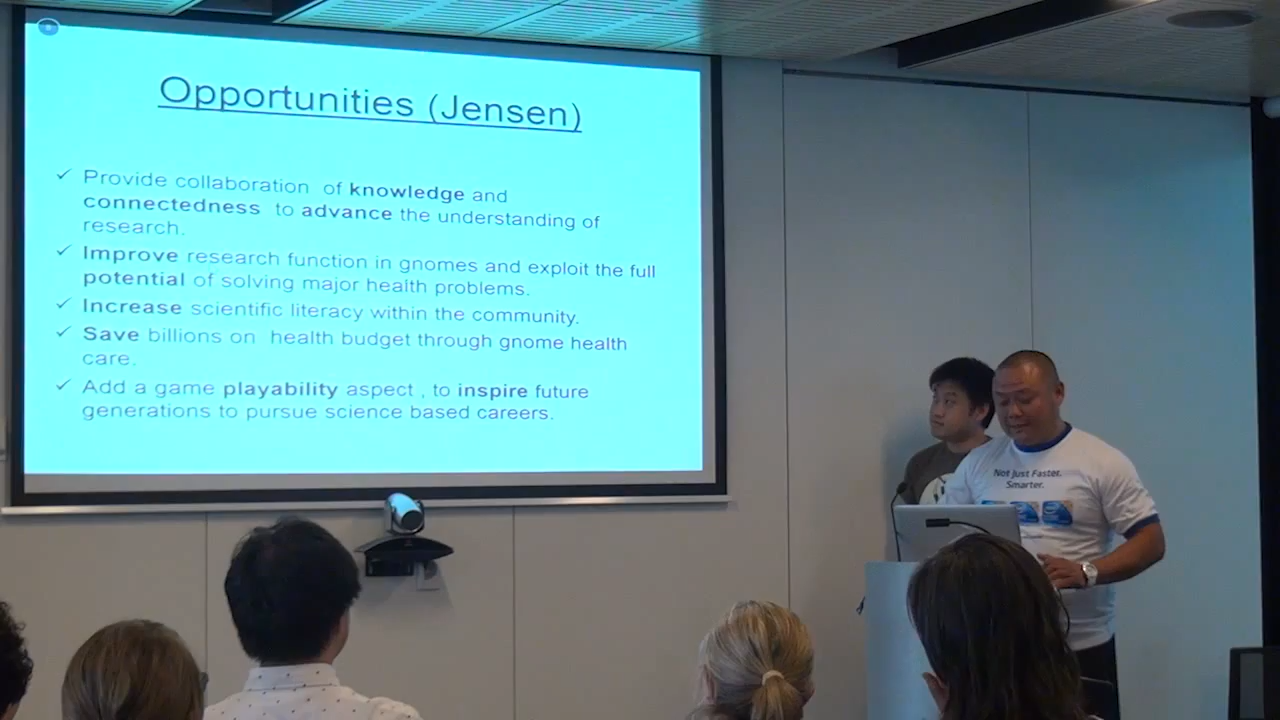 Opportunities (Jensen)
✓ Provide collaboration of knowledge and
connectedness to advance the understanding of
research.
✓ Improve research function in gnomes and exploit the full
potential of solving major health problems.
✓ Increase scientific literacy within the community.
✓ Save billions on health budget through gnome health
care.
✓ Add a game playability aspect , to inspire future
generations to pursue science based careers.
Not Just Faster.
Smarter.